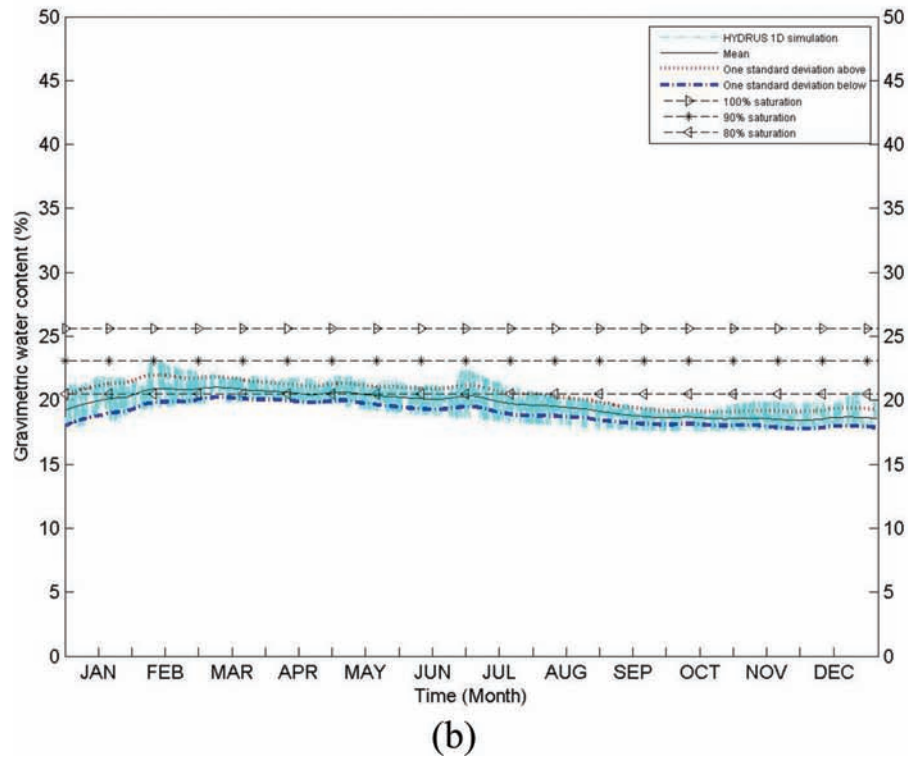 50
45
40
35
30
25
20
15
10
5
0
50
45
40
35
30
25
20
15
10
5
0
HYDRUS 1D simulation
Mean
One standard deviation above
One standard deviation below
100% saturation
90% saturation
80% saturation
Gravimetric water content (%)
JAN FEB MAR APR MAY JUN JUL AUG SEP OCT NOV DEC
Time (Month)
(b)